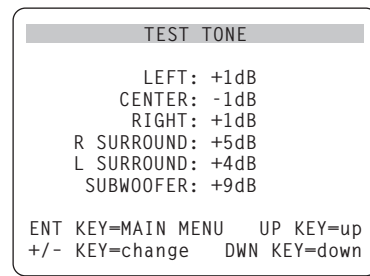 TEST TONE
LEFT: +1dB
CENTER: -1dB
RIGHT: +1dB
R SURROUND: +5dB
L SURROUND: +4dB
SUBWOOFER: +9dB
ENT KEY=MAIN MENU UP KEY=up
+/- KEY=change DWN KEY=down